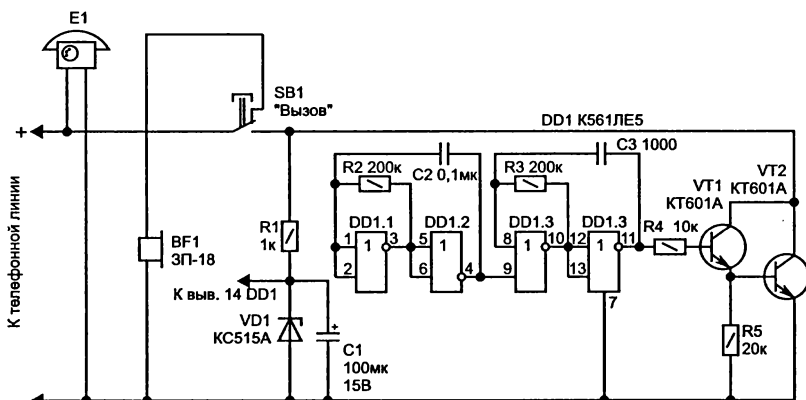 E1
SB1
"Вызов"
+
DD1 К561ЛЕ5
C3 1000
R2 200к
C2 0,1мк
R3 200к
VT1
КТ601А
VT2
КТ601А
R1
1к
DD1.1
DD1.2
DD1.3
DD1.3
R4 10к
BF1
ЗП-18
1
2
1
3
5
6
1
4
8
9
1
10
12
13
1
11
7
К выв. 14 DD1
VD1
КС515А
+
C1
100мк
15В
R5
20к
К телефонной линии